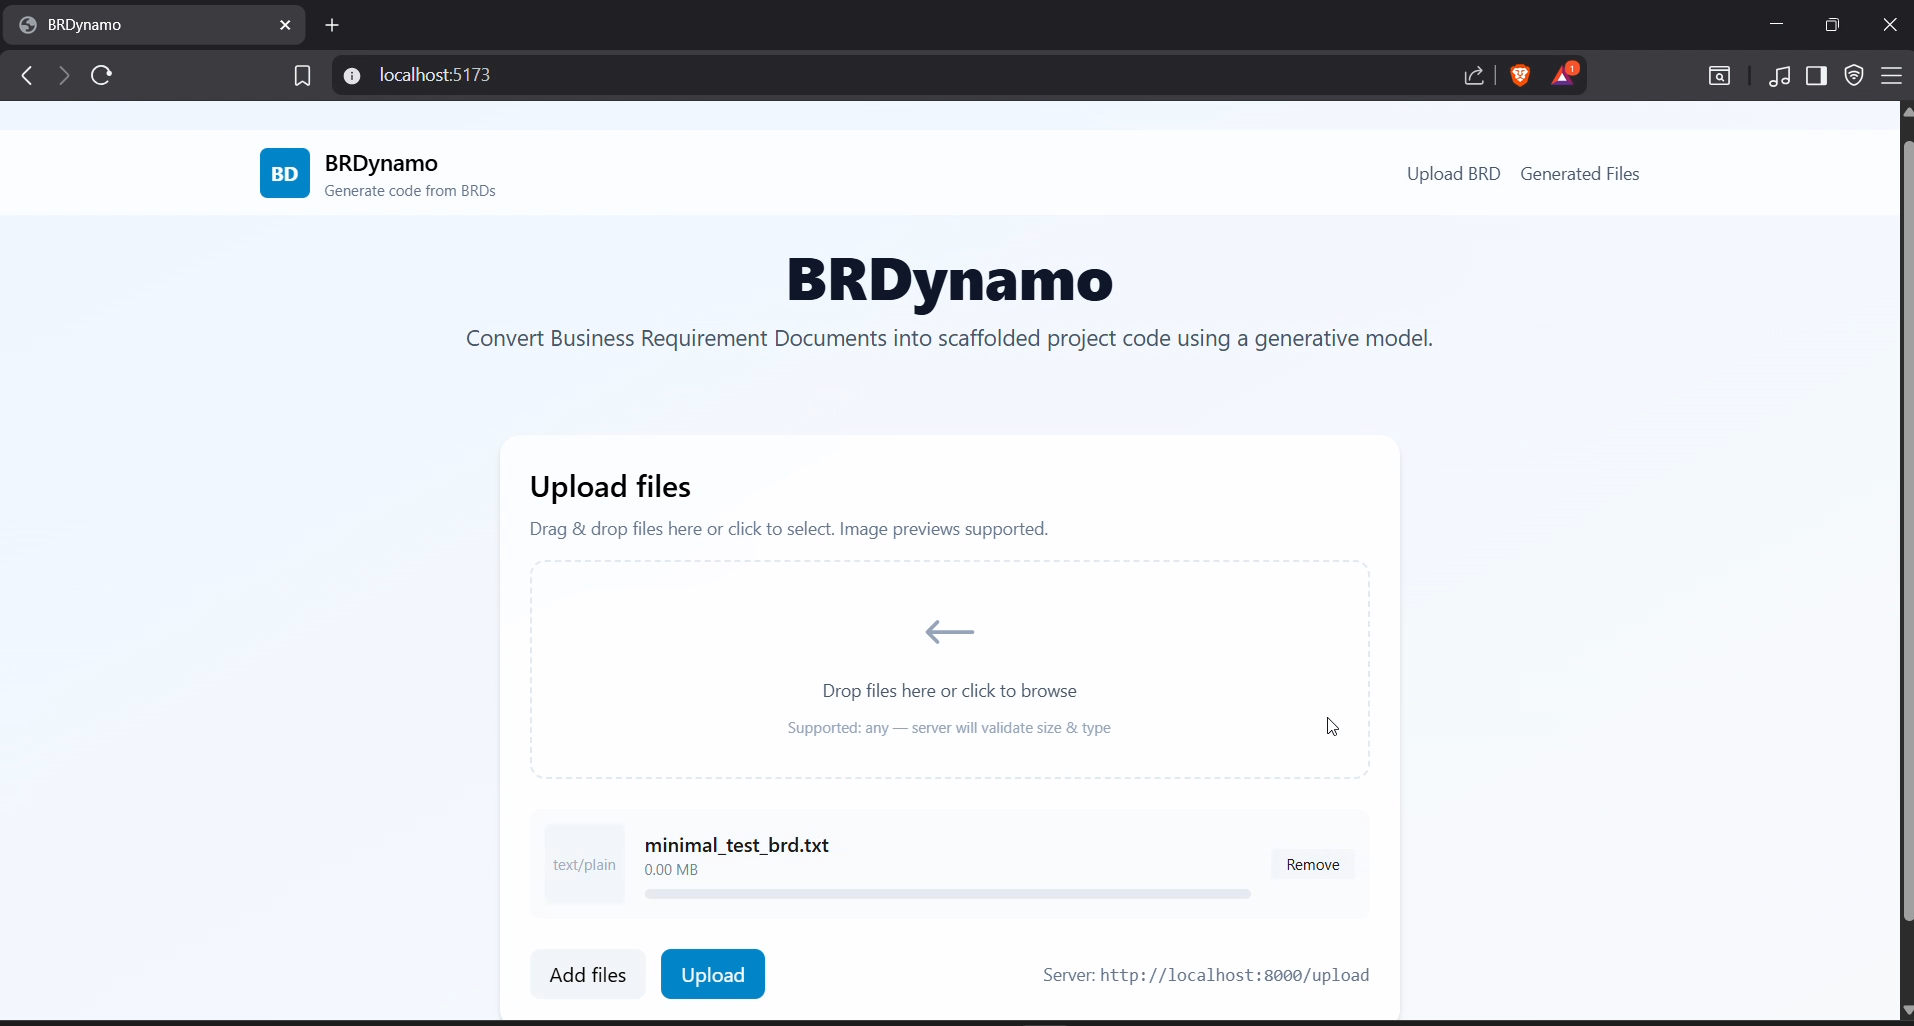 BRDynamo
localhost:5173
1
BD
BRDynamo
Generate code from BRDs
Upload BRD
Generated Files
BRDynamo
Convert Business Requirement Documents into scaffolded project code using a generative model.
Upload files
Drag & drop files here or click to select. Image previews supported.
Drop files here or click to browse
Supported: any — server will validate size & type
text/plain
minimal_test_brd.txt
0.00 MB
Remove
Add files
Upload
Server: http://localhost:8000/upload